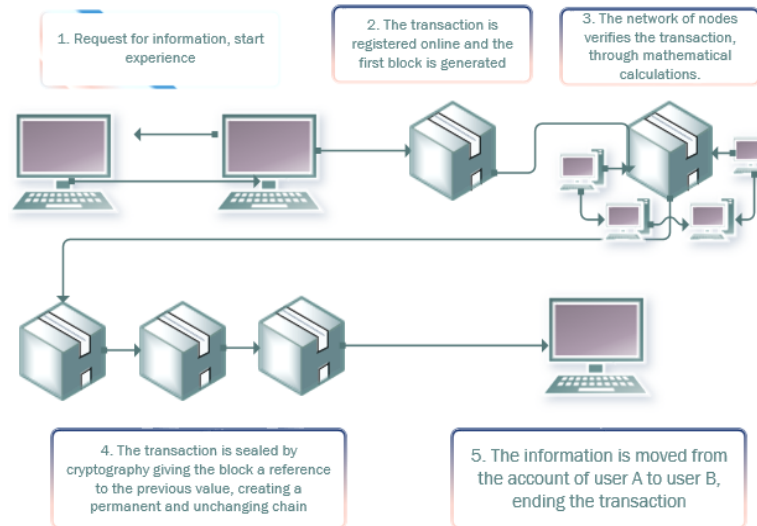 1. Request for information, start
experience
2. The transaction is
registered online and the
first block is generated
3. The network of nodes
verifies the transaction,
through mathematical
calculations.
4. The transaction is sealed by
cryptography giving the block a reference
to the previous value, creating a
permanent and unchanging chain
5. The information is moved from
the account of user A to user B,
ending the transaction